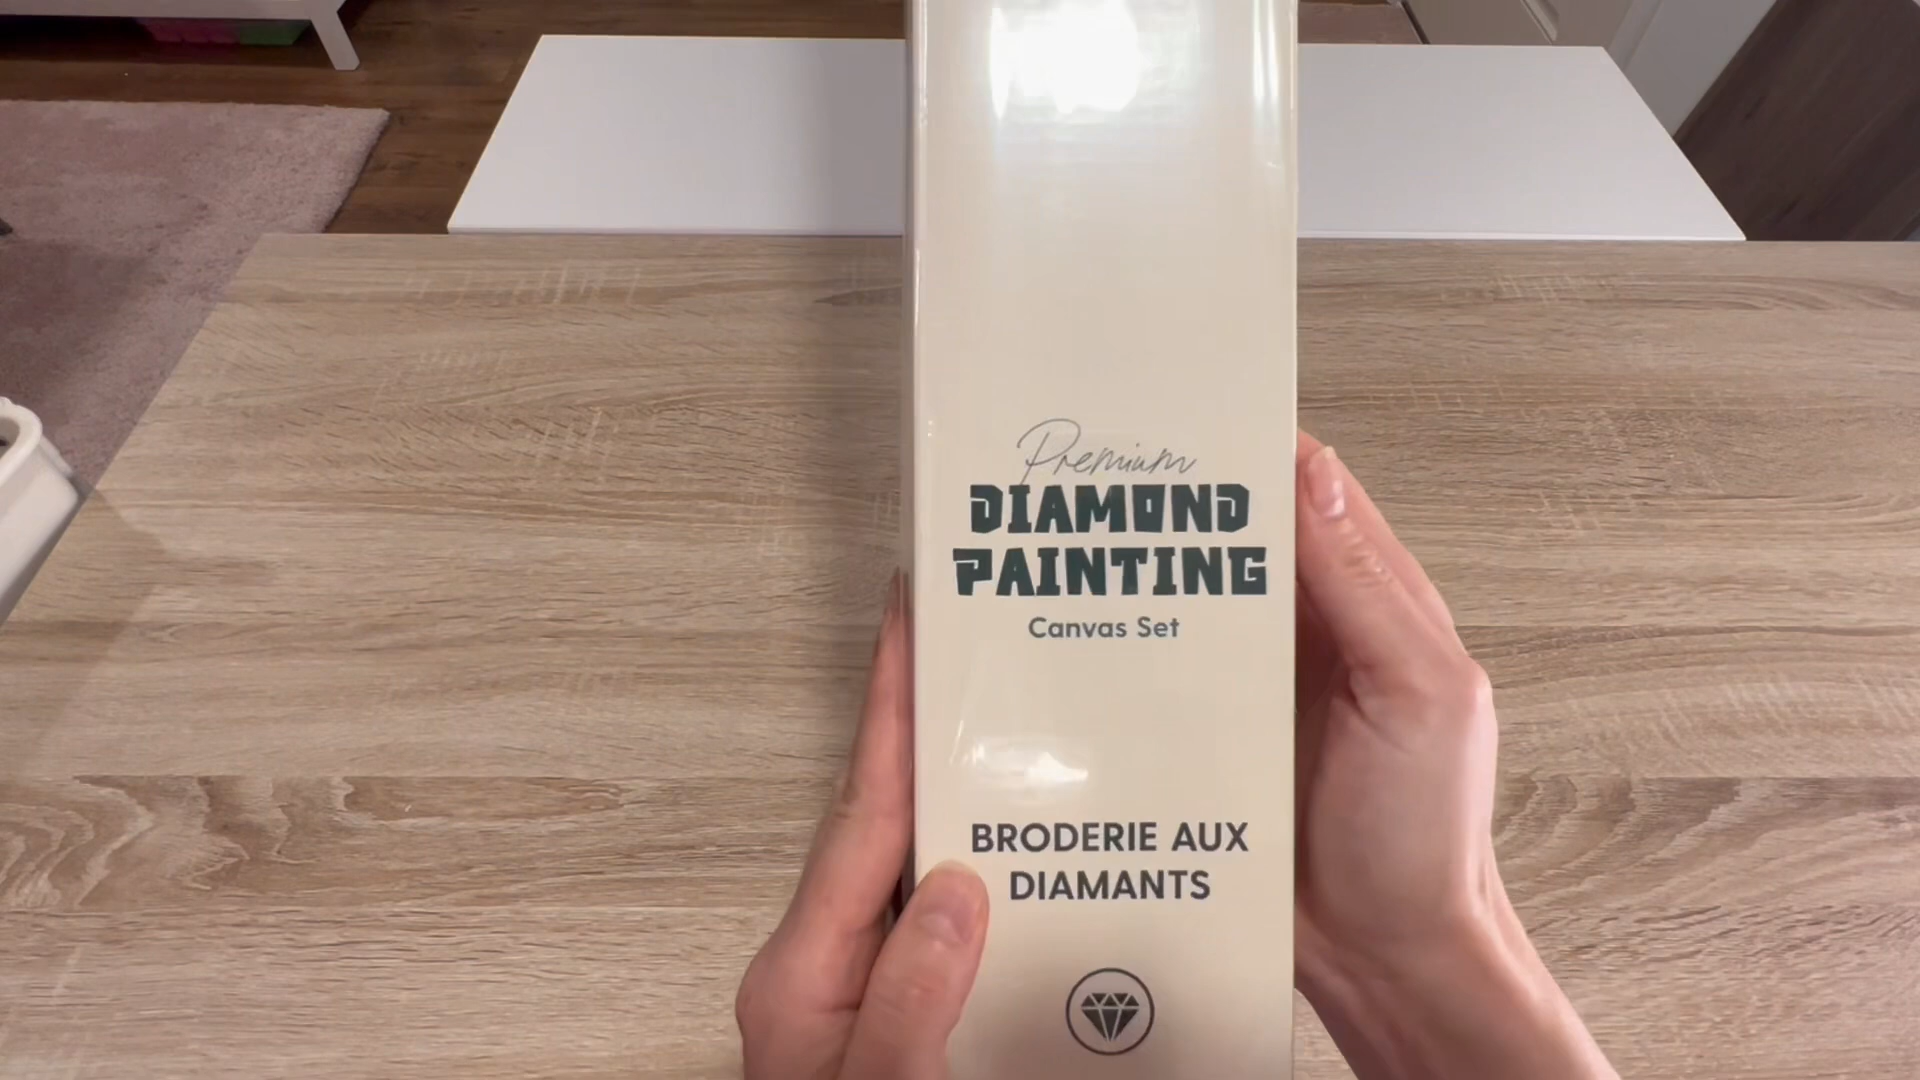 Premium
DIAMOND
PAINTING
Canvas Set
BRODERIE AUX
DIAMANTS